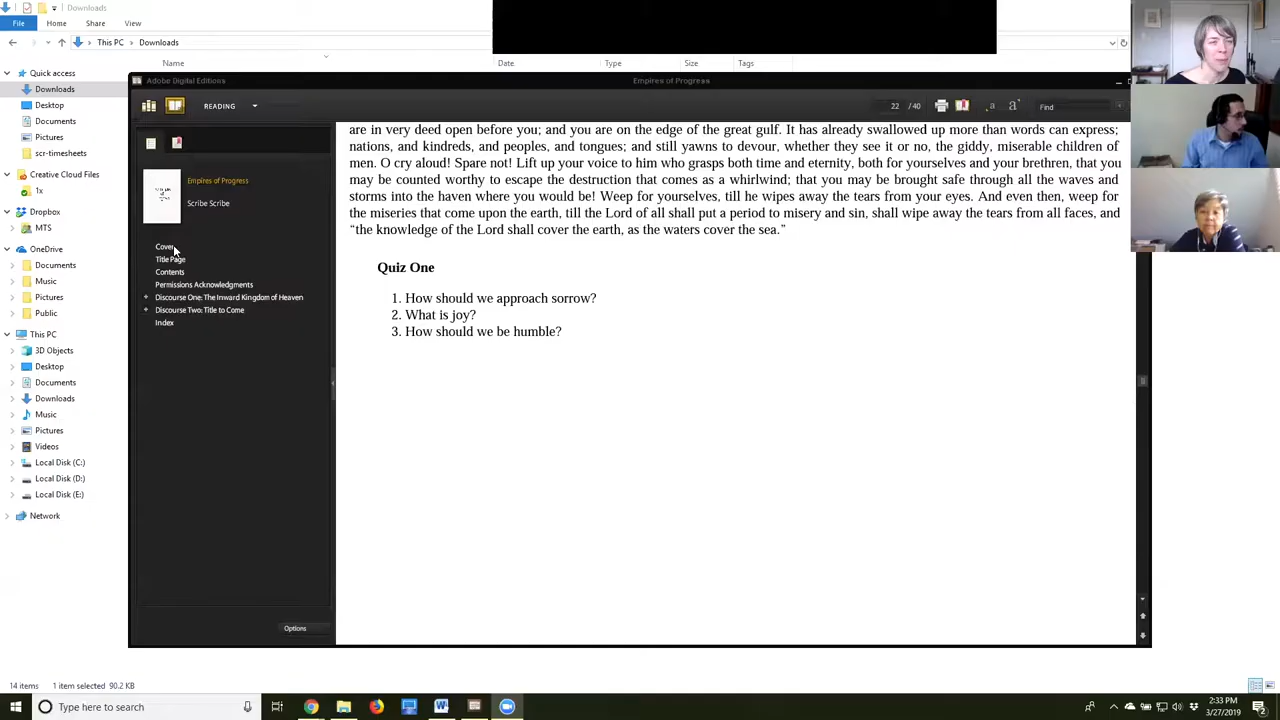 Downloads
File
Home
Share
View
This PC
Downloads
Name
Date
Type
Size
Tags
Quick access
Downloads
Desktop
Documents
Pictures
scr-timesheets
Creative Cloud Files
1x
Dropbox
MTS
OneDrive
Documents
Music
Pictures
Public
This PC
3D Objects
Desktop
Documents
Downloads
Music
Pictures
Videos
Local Disk (C:)
Local Disk (D:)
Local Disk (E:)
Network
14 items
1 item selected 90.2 KB
Adobe Digital Editions
Empires of Progress
READING
22 / 40
a
a
Find
Empires of Progress
Scribe Scribe
Cover
Title Page
Contents
Permissions Acknowledgments
Discourse One: The Inward Kingdom of Heaven
Discourse Two: Title to Come
Index
Options
are in very deed open before you; and you are on the edge of the great gulf. It has already swallowed up more than words can express;
nations, and kindreds, and peoples, and tongues; and still yawns to devour, whether they see it or no, the giddy, miserable children of
men. O cry aloud! Spare not! Lift up your voice to him who grasps both time and eternity, both for yourselves and your brethren, that you
may be counted worthy to escape the destruction that comes as a whirlwind; that you may be brought safe through all the waves and
storms into the haven where you would be! Weep for yourselves, till he wipes away the tears from your eyes. And even then, weep for
the miseries that come upon the earth, till the Lord of all shall put a period to misery and sin, shall wipe away the tears from all faces, and
“the knowledge of the Lord shall cover the earth, as the waters cover the sea.”
Quiz One
1. How should we approach sorrow?
2. What is joy?
3. How should we be humble?
Type here to search
2:33 PM
3/27/2019